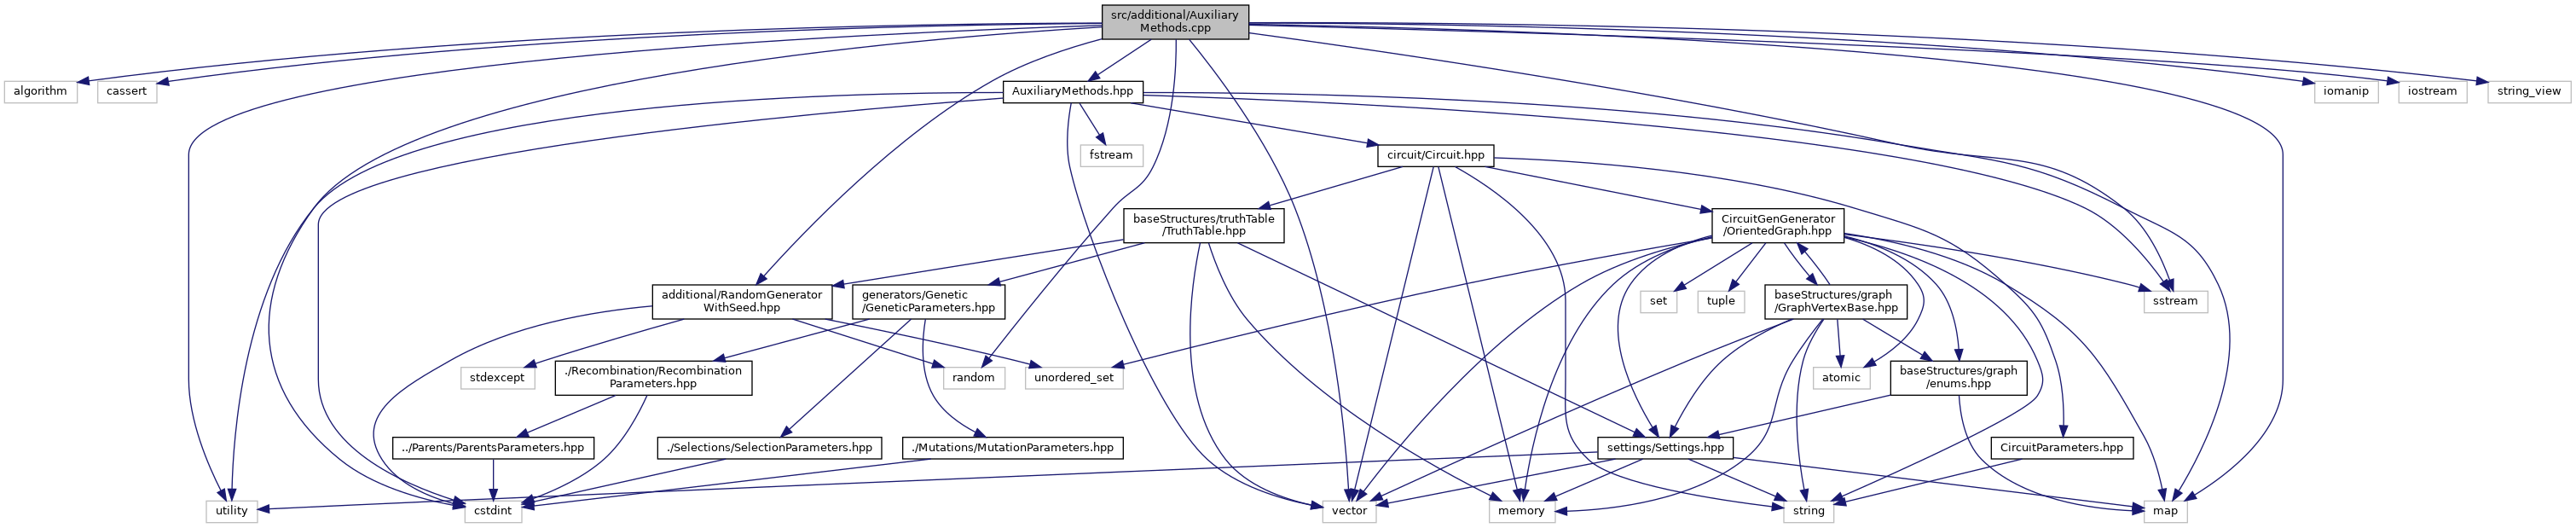 src/additional/Auxiliary
Methods.cpp
algorithm
cassert
AuxiliaryMethods.hpp
iomanip
iostream
string_view
fstream
circuit/Circuit.hpp
baseStructures/truthTable
/TruthTable.hpp
CircuitGenGenerator
/OrientedGraph.hpp
additional/RandomGenerator
WithSeed.hpp
generators/Genetic
/GeneticParameters.hpp
set
tuple
baseStructures/graph
/GraphVertexBase.hpp
sstream
stdexcept
./Recombination/Recombination
Parameters.hpp
random
unordered_set
atomic
baseStructures/graph
/enums.hpp
../Parents/ParentsParameters.hpp
./Selections/SelectionParameters.hpp
./Mutations/MutationParameters.hpp
settings/Settings.hpp
CircuitParameters.hpp
utility
cstdint
vector
memory
string
map